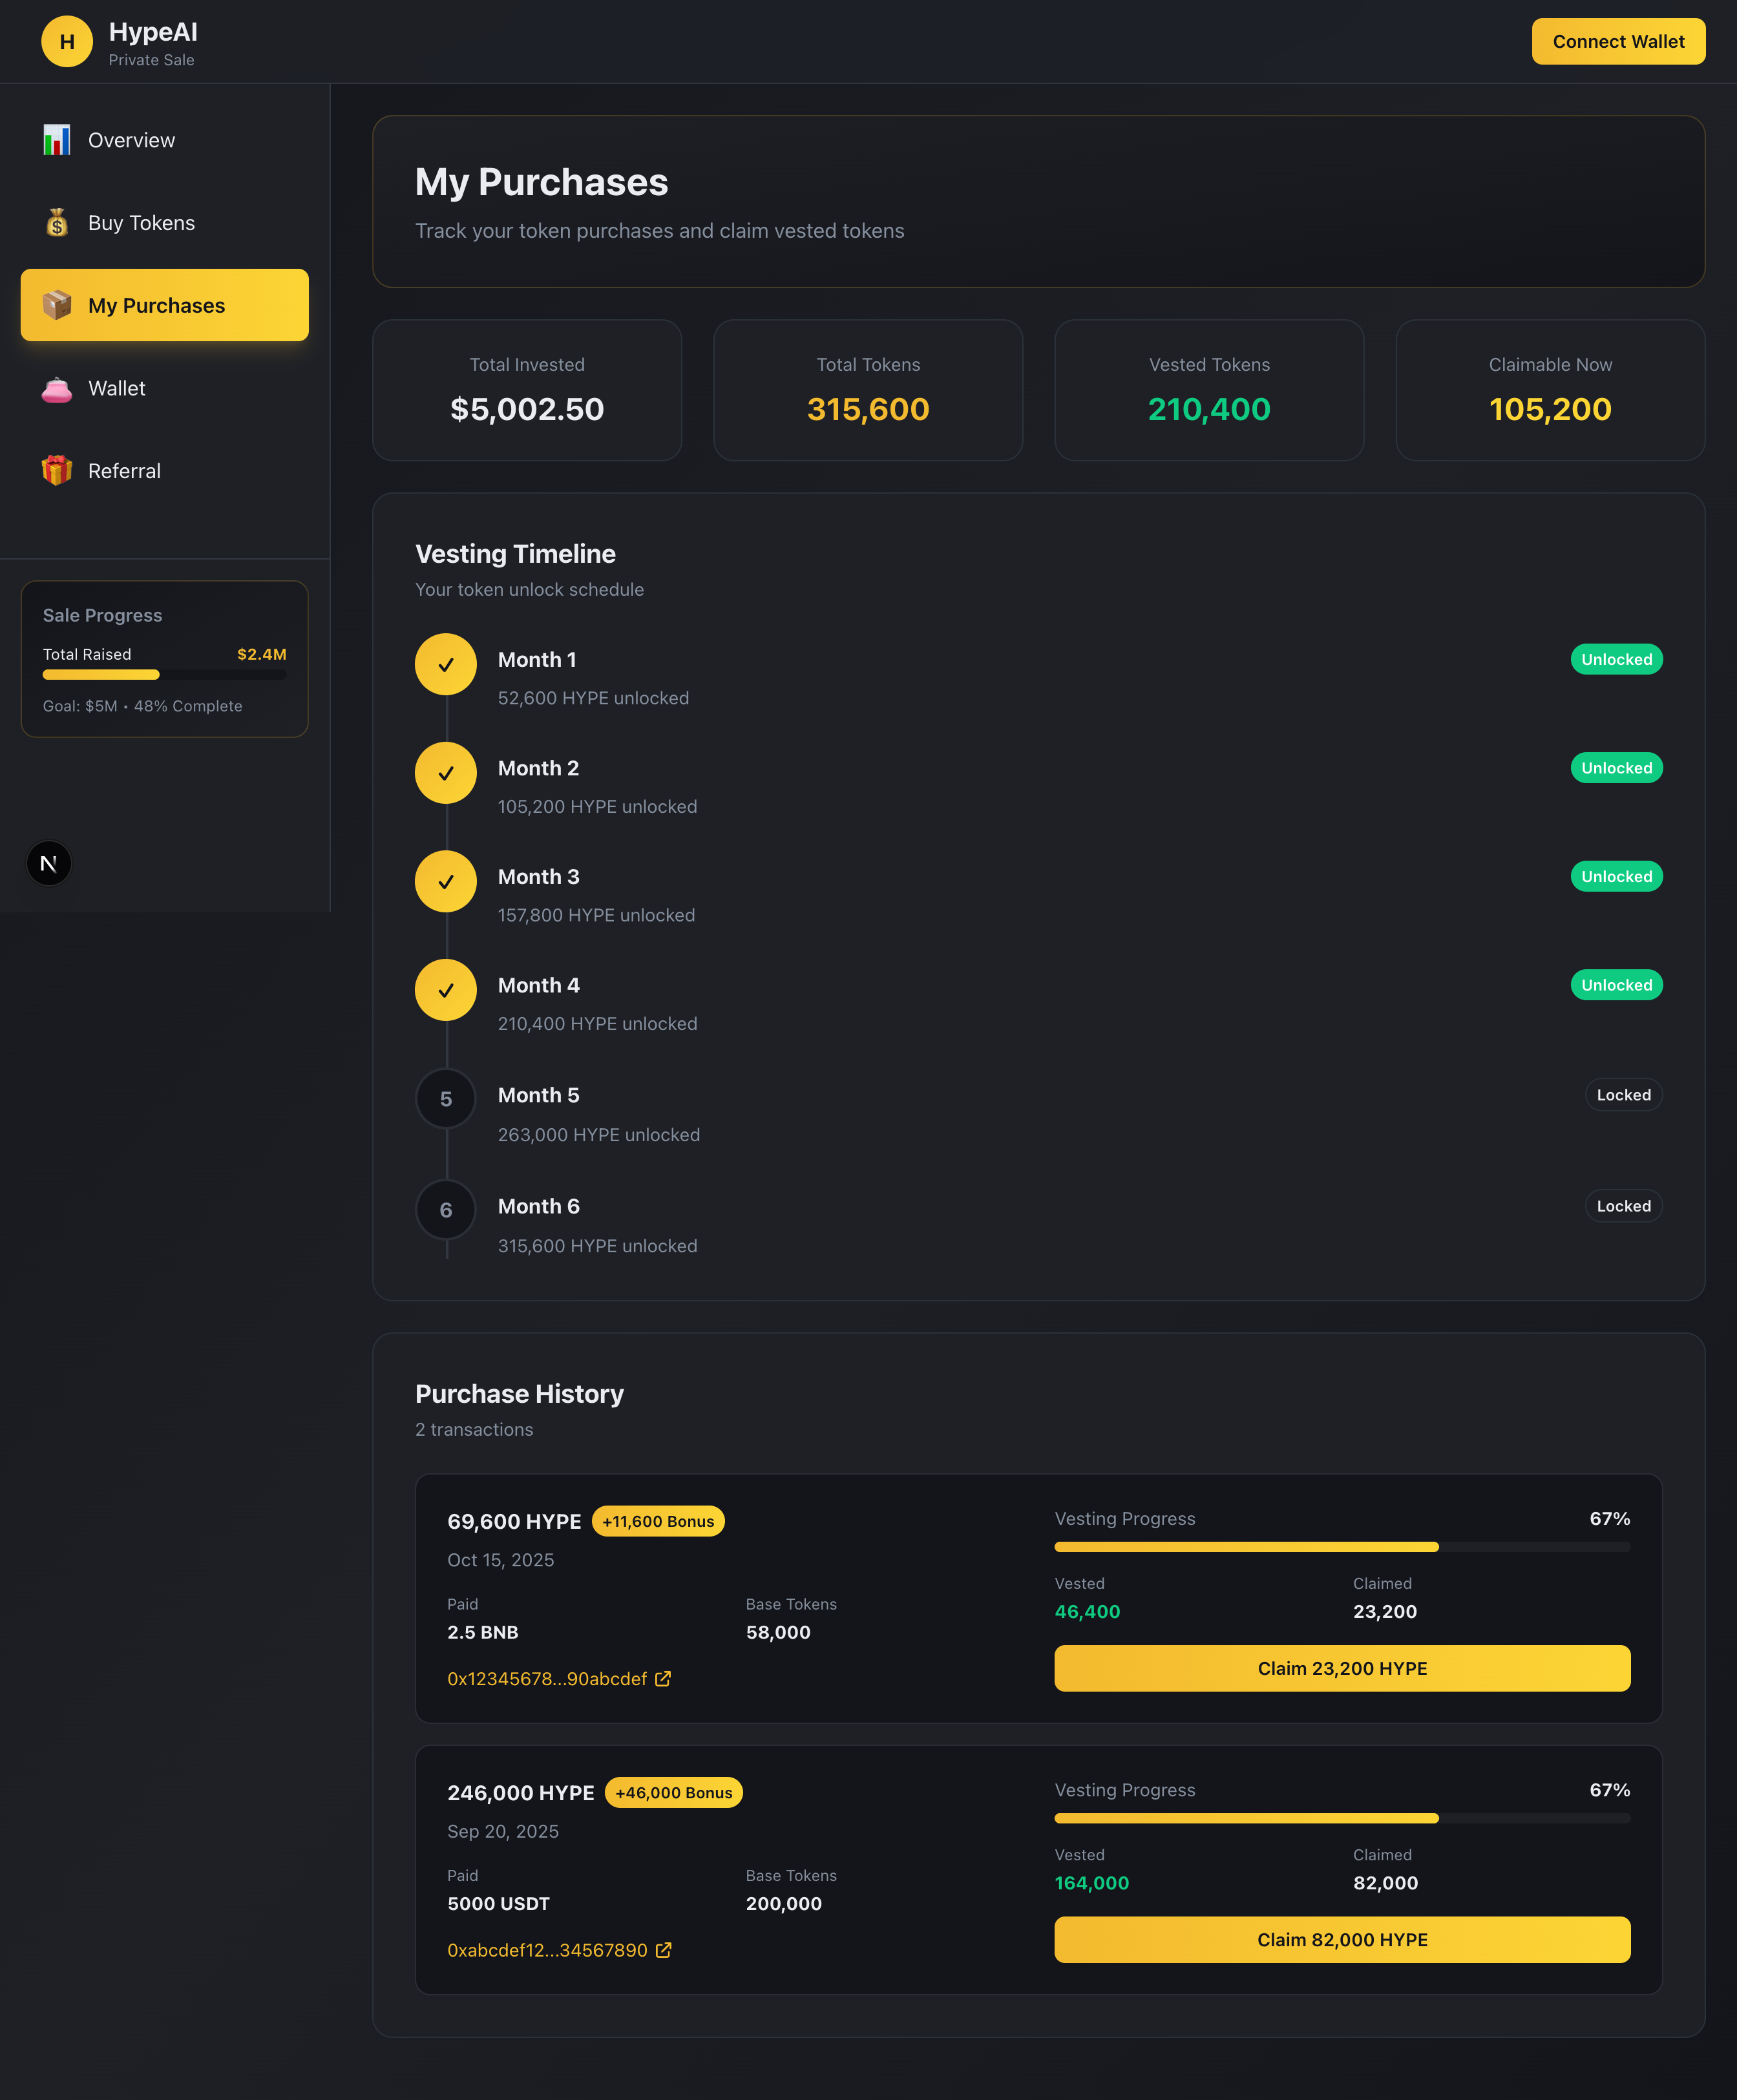 H
HypeAI
Private Sale
Connect Wallet
Overview
Buy Tokens
My Purchases
Wallet
Referral
Sale Progress
Total Raised $2.4M
Goal: $5M • 48% Complete
N
My Purchases
Track your token purchases and claim vested tokens
Total Invested
$5,002.50
Total Tokens
315,600
Vested Tokens
210,400
Claimable Now
105,200
Vesting Timeline
Your token unlock schedule
Month 1
Unlocked
52,600 HYPE unlocked
Month 2
Unlocked
105,200 HYPE unlocked
Month 3
Unlocked
157,800 HYPE unlocked
Month 4
Unlocked
210,400 HYPE unlocked
5
Month 5
Locked
263,000 HYPE unlocked
6
Month 6
Locked
315,600 HYPE unlocked
Purchase History
2 transactions
69,600 HYPE +11,600 Bonus
Oct 15, 2025
Paid
2.5 BNB
Base Tokens
58,000
0x12345678...90abcdef
Vesting Progress 67%
Vested
46,400
Claimed
23,200
Claim 23,200 HYPE
246,000 HYPE +46,000 Bonus
Sep 20, 2025
Paid
5000 USDT
Base Tokens
200,000
0xabcdef12...34567890
Vesting Progress 67%
Vested
164,000
Claimed
82,000
Claim 82,000 HYPE